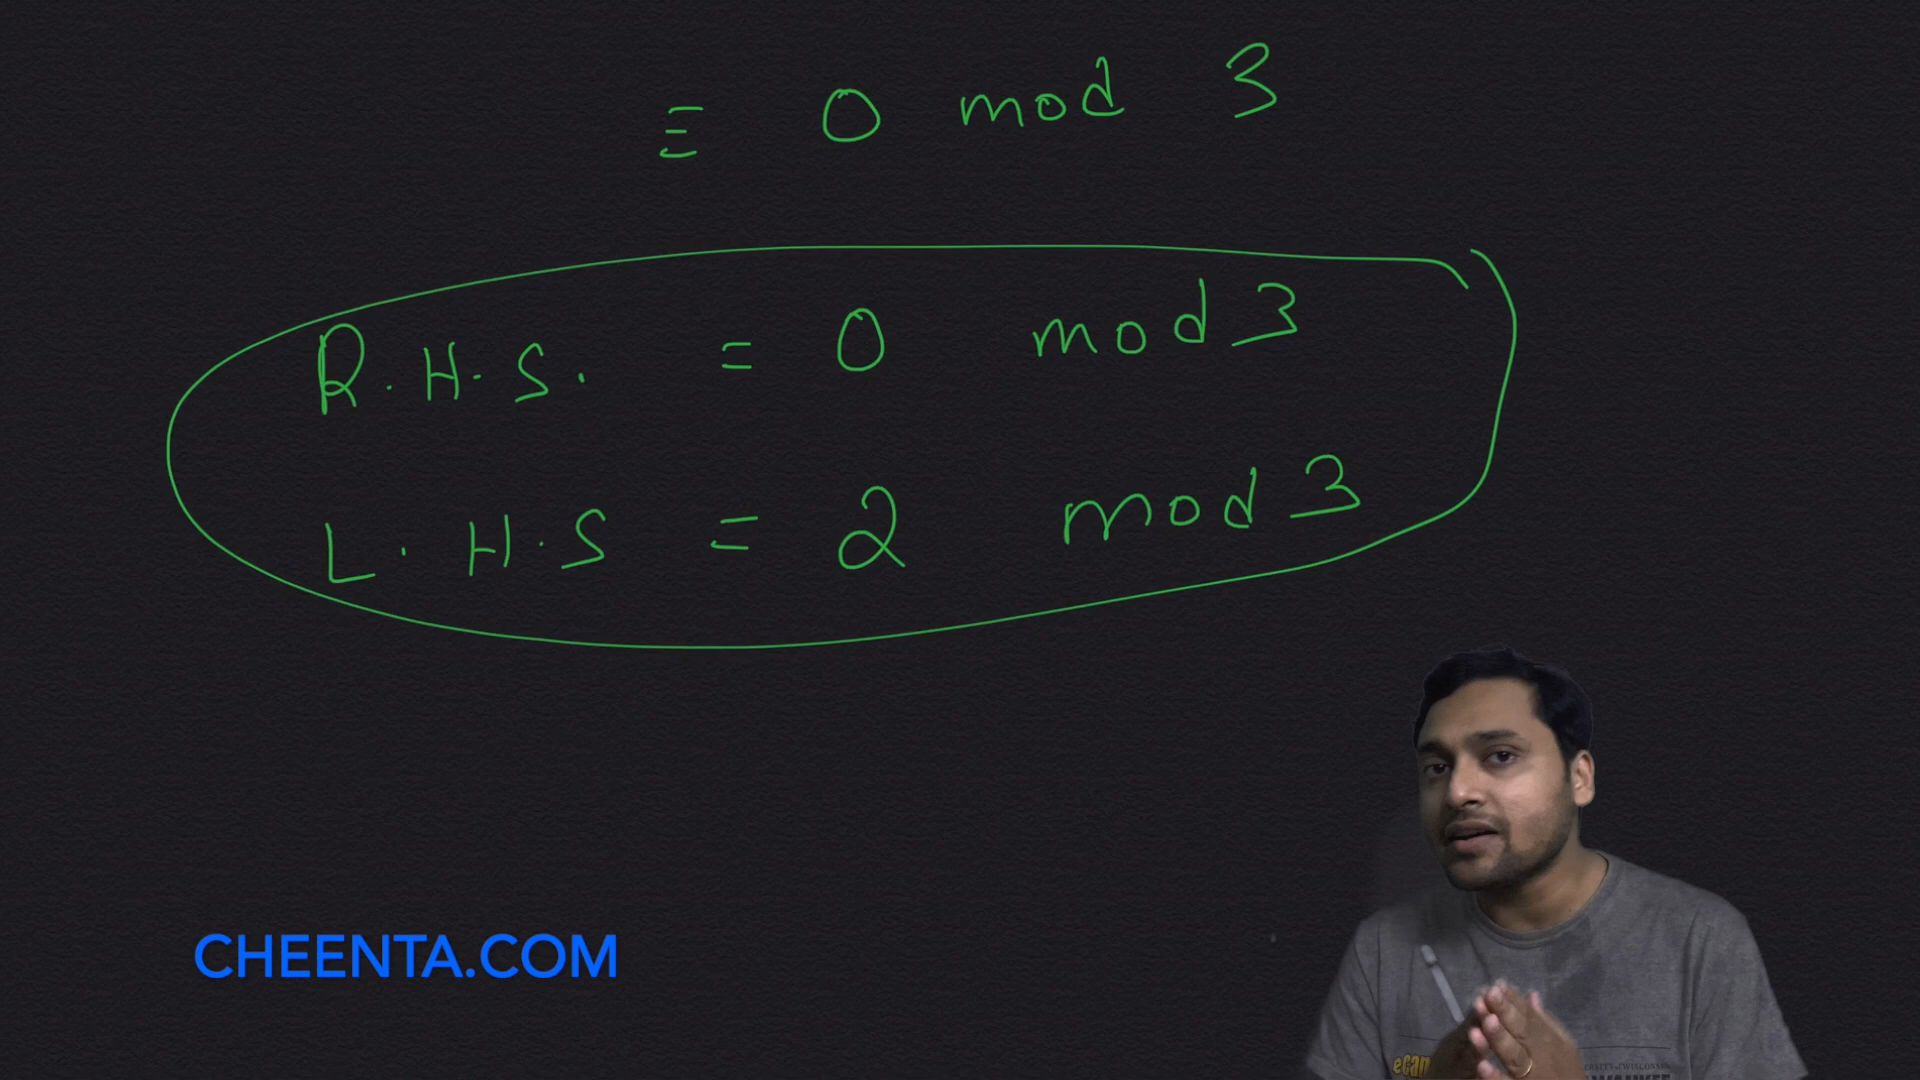 ≡ 0 mod 3
R.H.S. = 0 mod 3
L.H.S = 2 mod 3
CHEENTA.COM